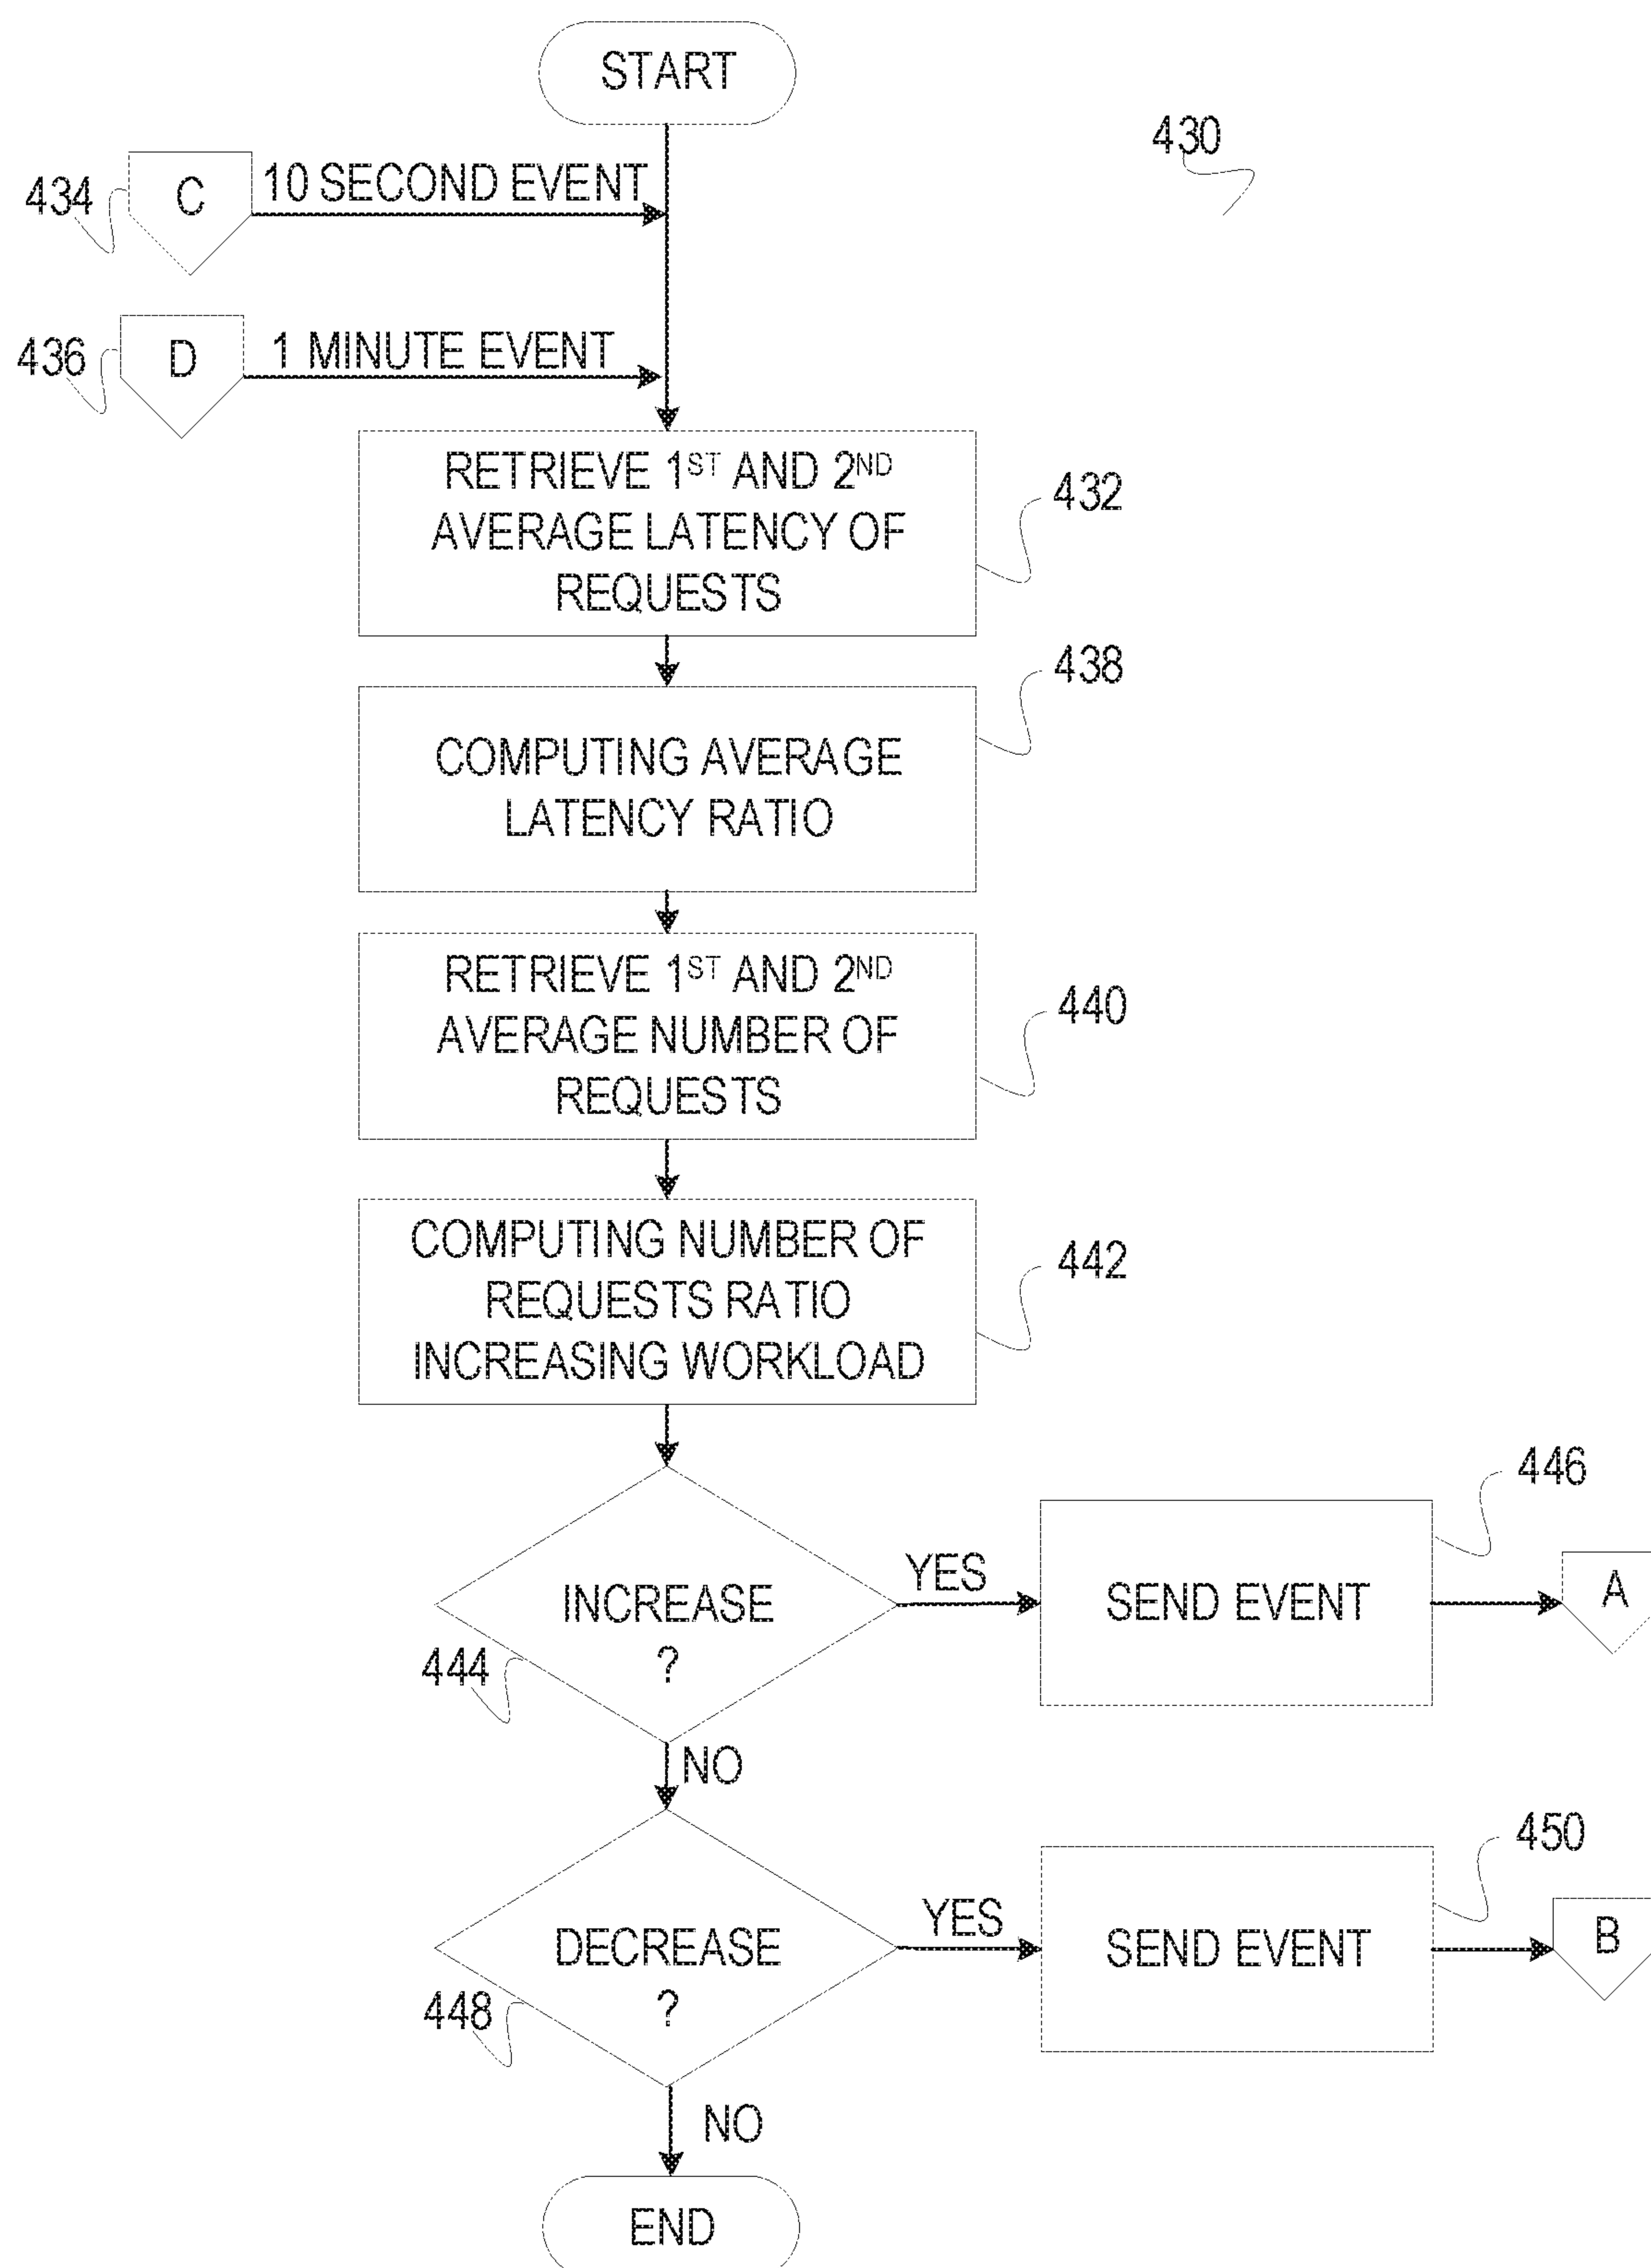 START
430
434
C
10 SECOND EVENT
436
D
1 MINUTE EVENT
RETRIEVE 1ST AND 2ND
AVERAGE LATENCY OF
REQUESTS
432
438
COMPUTING AVERAGE
LATENCY RATIO
RETRIEVE 1ST AND 2ND
AVERAGE NUMBER OF
REQUESTS
440
COMPUTING NUMBER OF
REQUESTS RATIO
INCREASING WORKLOAD
442
446
INCREASE
?
444
YES
SEND EVENT
A
NO
450
DECREASE
?
448
YES
SEND EVENT
B
NO
END